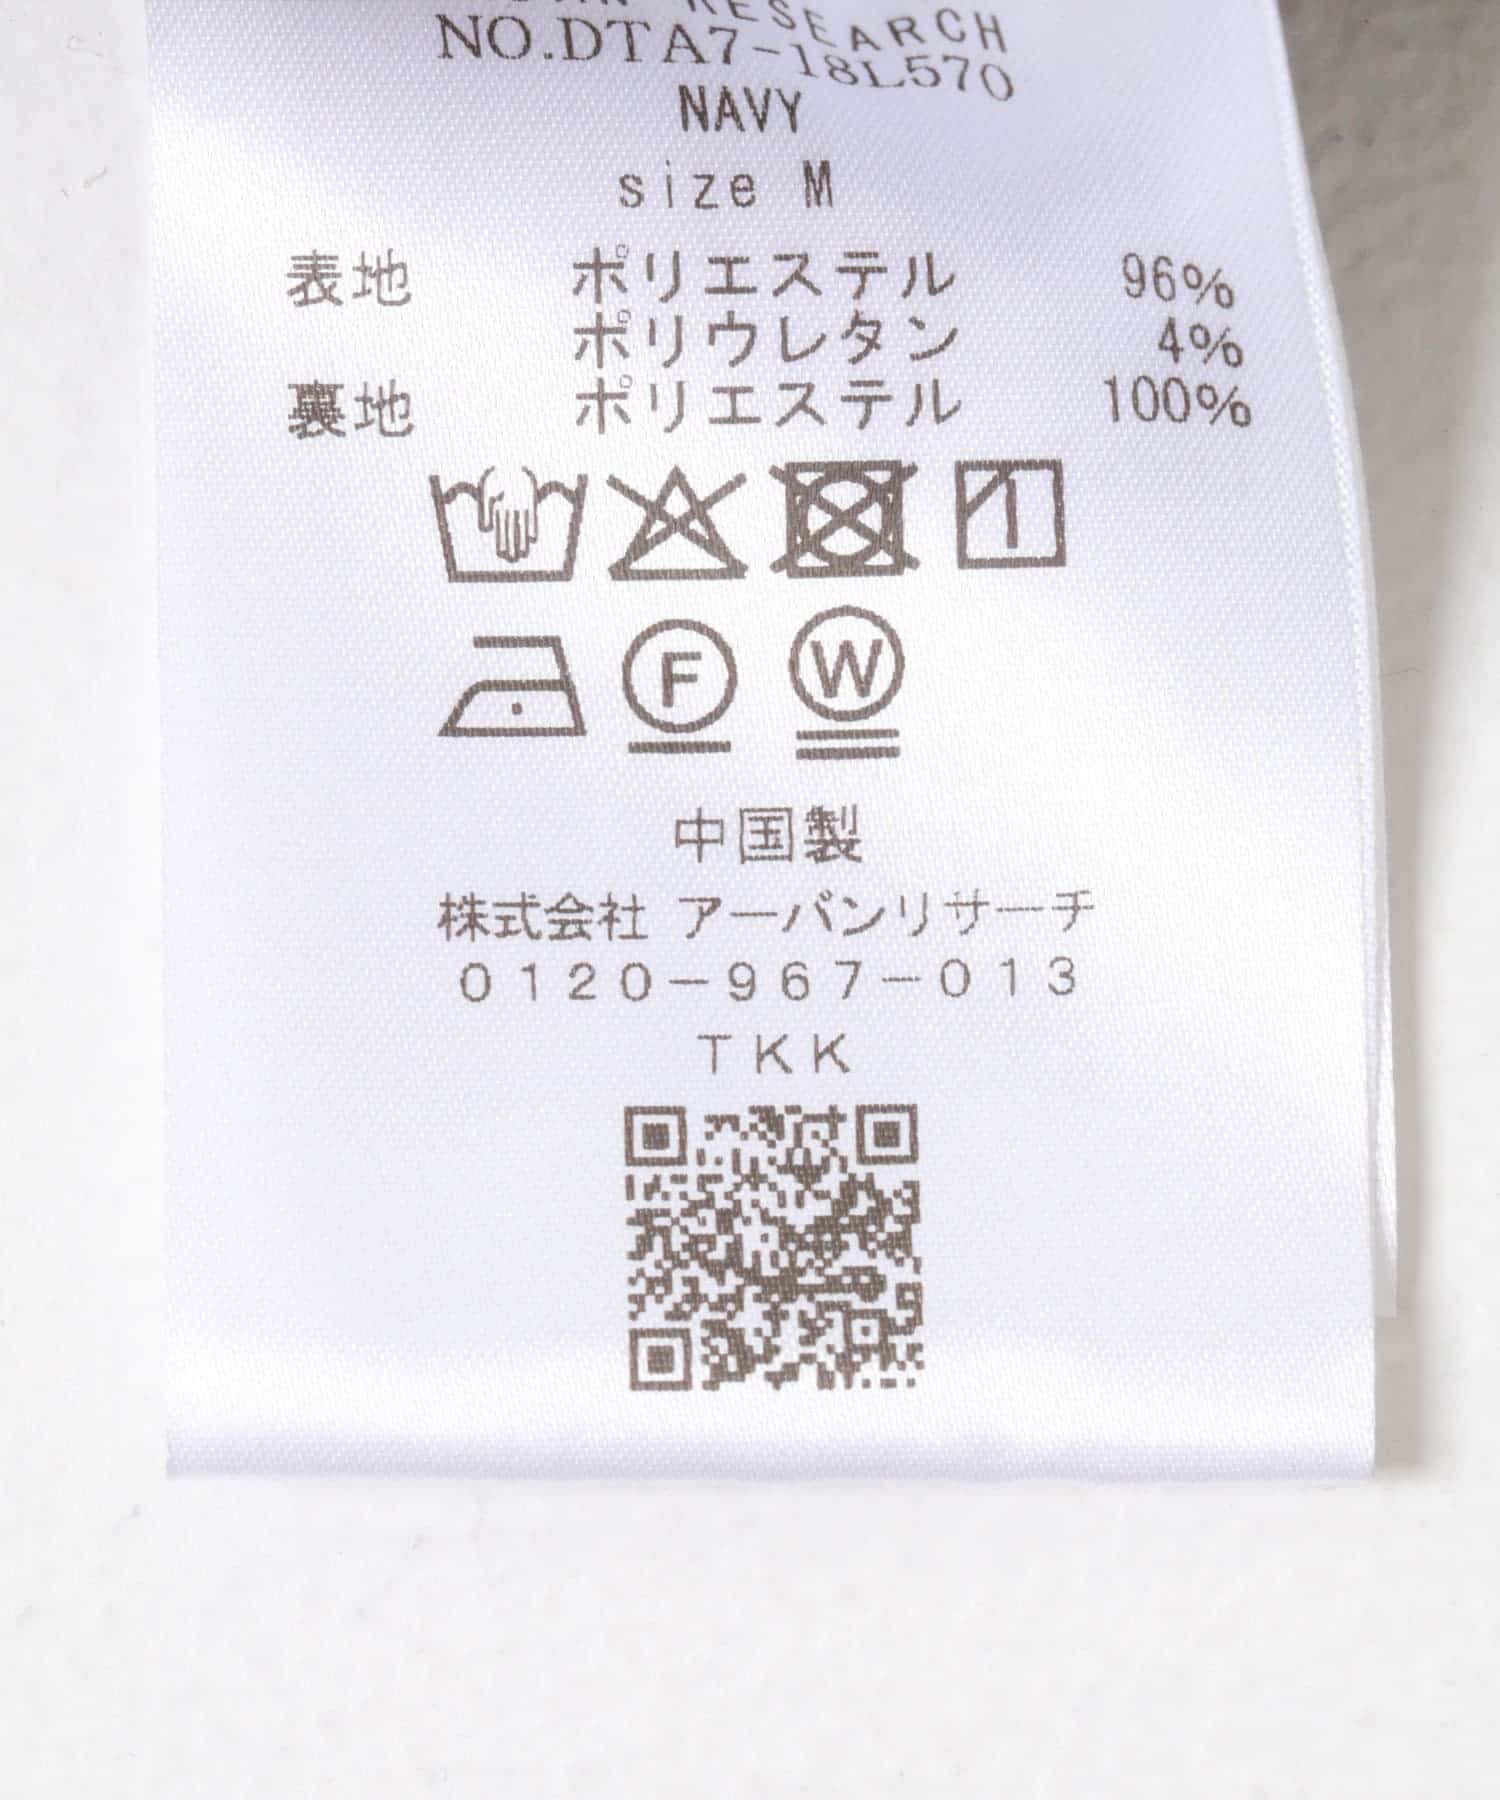 RESEARCH
NO.DTA7-18L570
NAVY
size M
表地 ポリエステル 96%
ポリウレタン 4%
裏地 ポリエステル 100%
F W
中国製
株式会社 アーバンリサーチ
0120-967-013
TKK